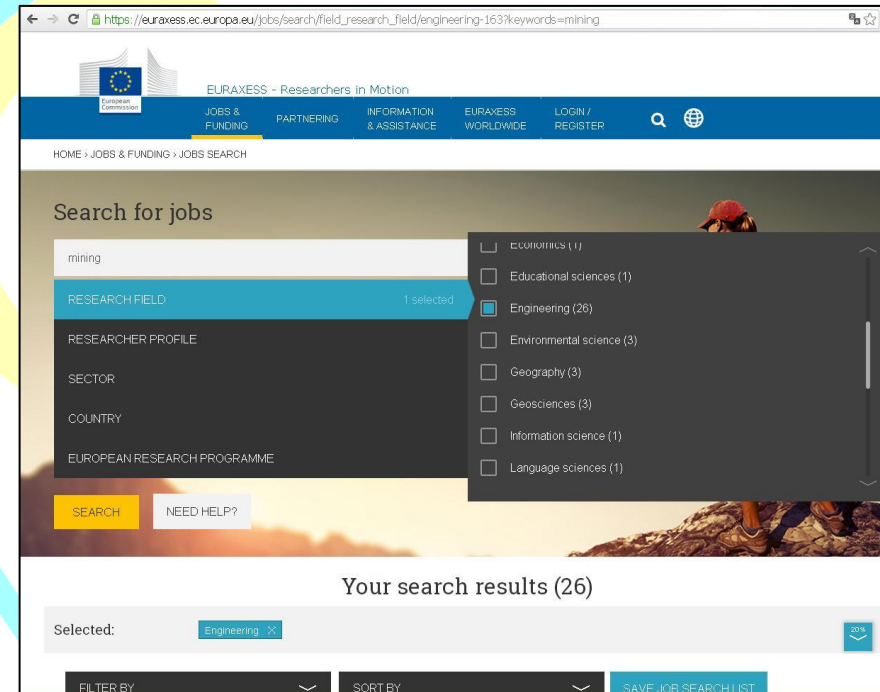 https://euraxess.ec.europa.eu/jobs/search/field_research_field/engineering-163?keywords=mining
European
Commission
EURAXESS - Researchers in Motion
JOBS &
FUNDING
PARTNERING
INFORMATION
& ASSISTANCE
EURAXESS
WORLDWIDE
LOGIN /
REGISTER
HOME › JOBS & FUNDING › JOBS SEARCH
Search for jobs
mining
RESEARCH FIELD 1 selected
RESEARCHER PROFILE
SECTOR
COUNTRY
EUROPEAN RESEARCH PROGRAMME
Economics (1)
Educational sciences (1)
Engineering (26)
Environmental science (3)
Geography (3)
Geosciences (3)
Information science (1)
Language sciences (1)
SEARCH NEED HELP?
Your search results (26)
Selected: Engineering
20%
FILTER BY SORT BY SAVE JOB SEARCH LIST